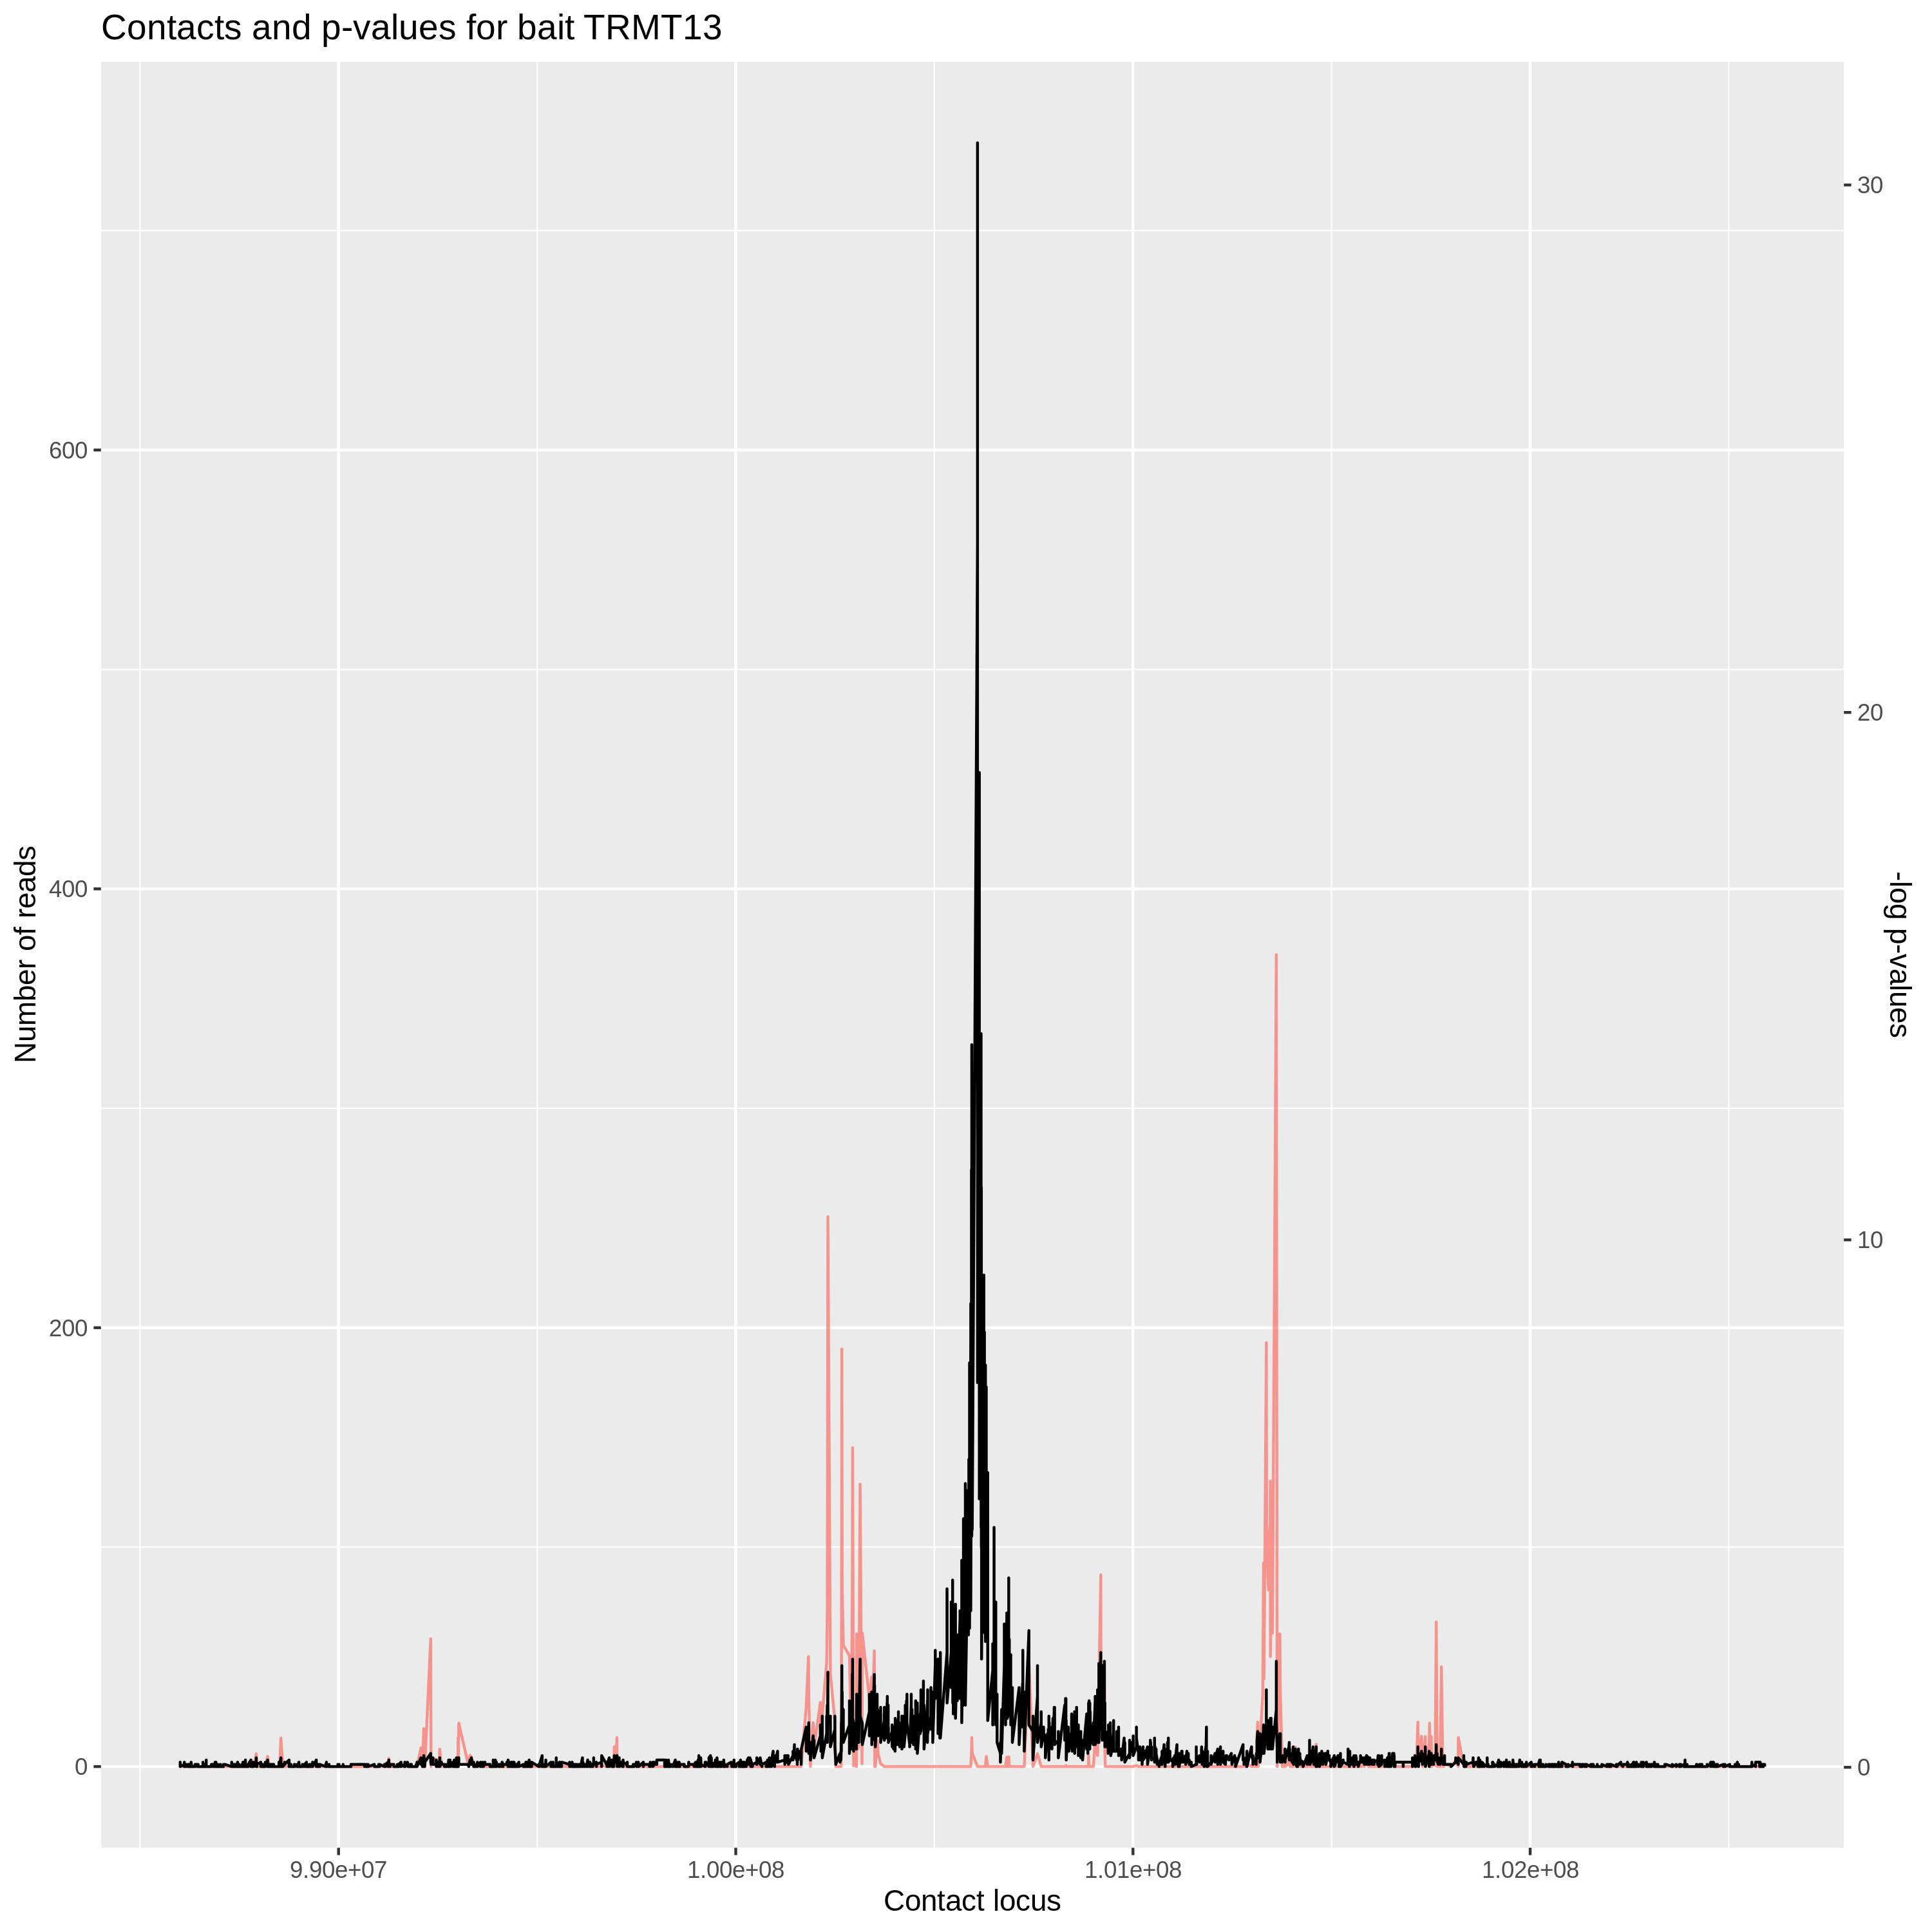 Contacts and p-values for bait TRMT13
30
600
20
400
Number of reads
-log p-values
10
200
0
0
9.90e+07
1.00e+08
1.01e+08
1.02e+08
Contact locus